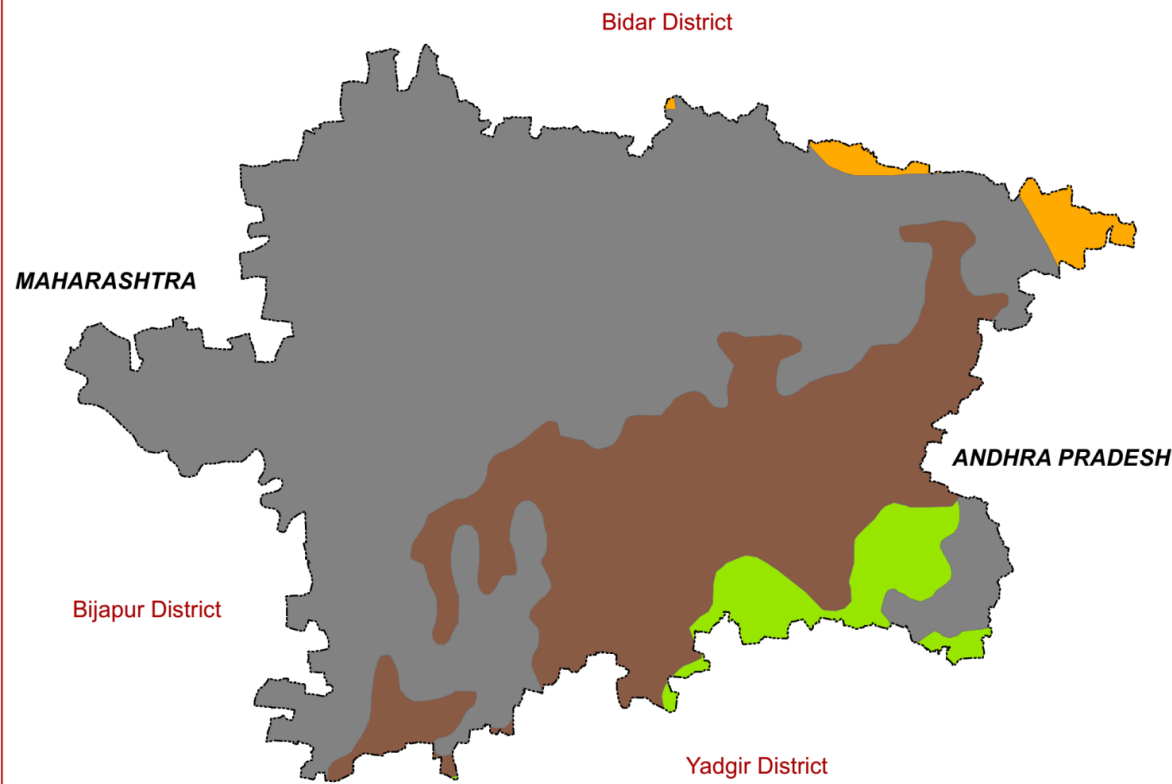 Bidar District
MAHARASHTRA
ANDHRA PRADESH
Bijapur District
Yadgir District